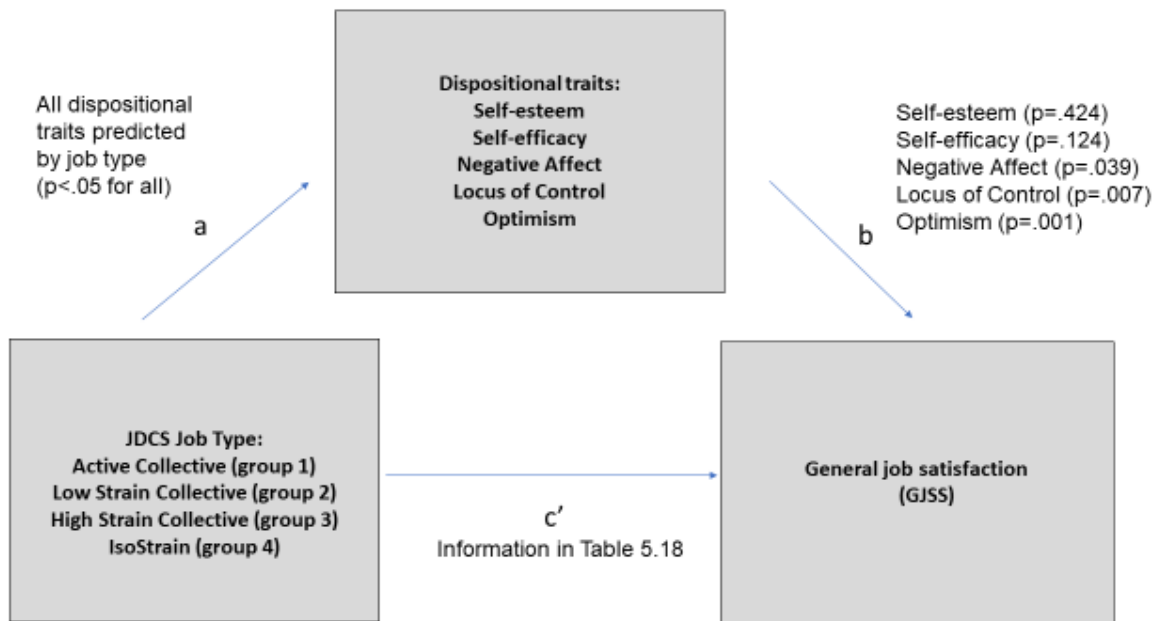 Dispositional traits:
Self-esteem
Self-efficacy
Negative Affect
Locus of Control
Optimism
All dispositional
traits predicted
by job type
(p<.05 for all)
a
Self-esteem (p=.424)
Self-efficacy (p=.124)
Negative Affect (p=.039)
Locus of Control (p=.007)
Optimism (p=.001)
b
JDCS Job Type:
Active Collective (group 1)
Low Strain Collective (group 2)
High Strain Collective (group 3)
IsoStrain (group 4)
c’
Information in Table 5.18
General job satisfaction
(GJSS)